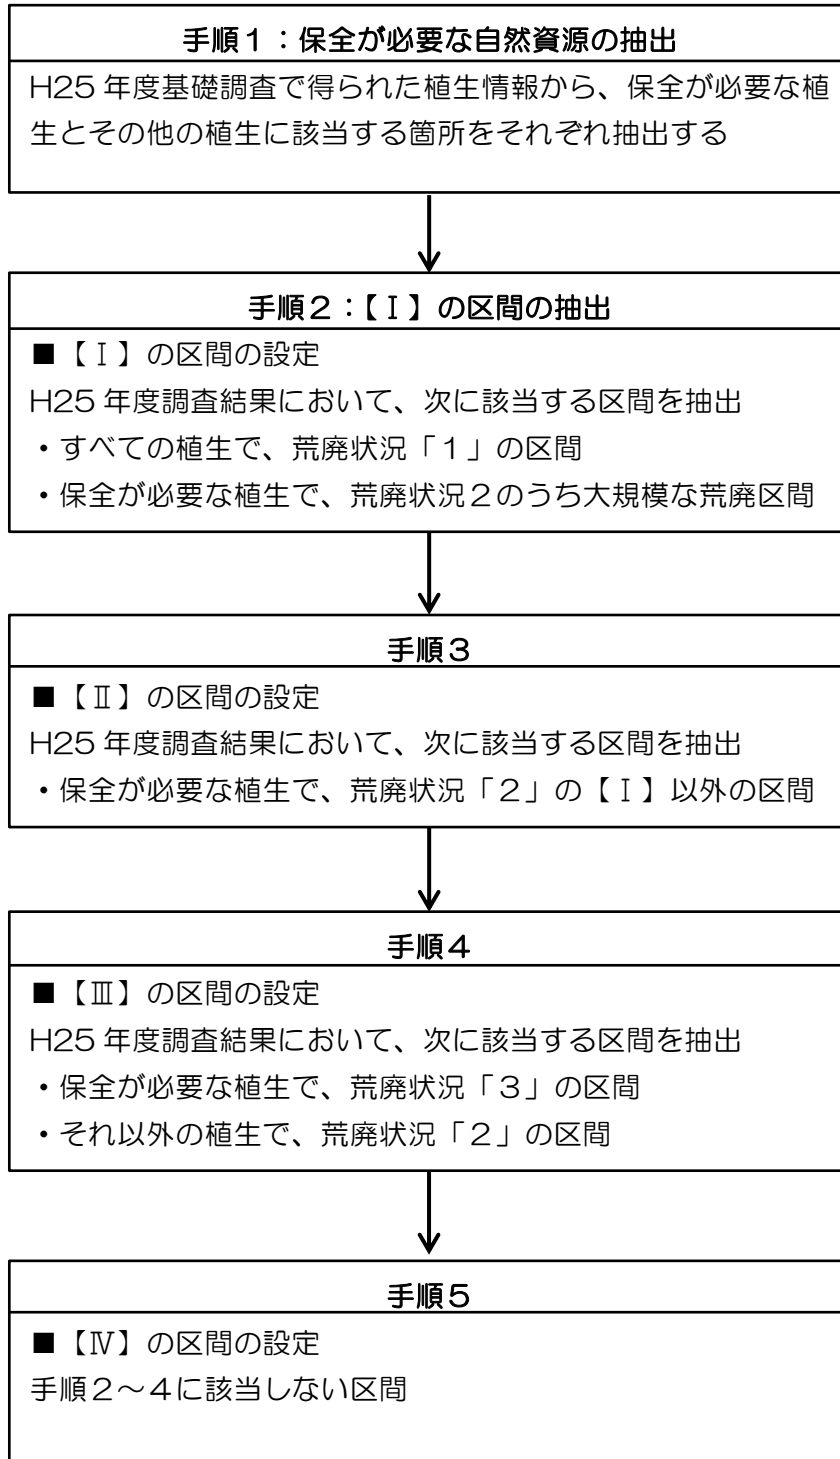 手順1:保全が必要な自然資源の抽出
H25年度基礎調査で得られた植生情報から、保全が必要な植
生とその他の植生に該当する箇所をそれぞれ抽出する
手順2:【Ⅰ】の区間の抽出
■【Ⅰ】の区間の設定
H25年度調査結果において、次に該当する区間を抽出
・すべての植生で、荒廃状況「1」の区間
・保全が必要な植生で、荒廃状況2のうち大規模な荒廃区間
手順3
■【Ⅱ】の区間の設定
H25年度調査結果において、次に該当する区間を抽出
・保全が必要な植生で、荒廃状況「2」の【Ⅰ】以外の区間
手順4
■【Ⅲ】の区間の設定
H25年度調査結果において、次に該当する区間を抽出
・保全が必要な植生で、荒廃状況「3」の区間
・それ以外の植生で、荒廃状況「2」の区間
手順5
■【Ⅳ】の区間の設定
手順2~4に該当しない区間